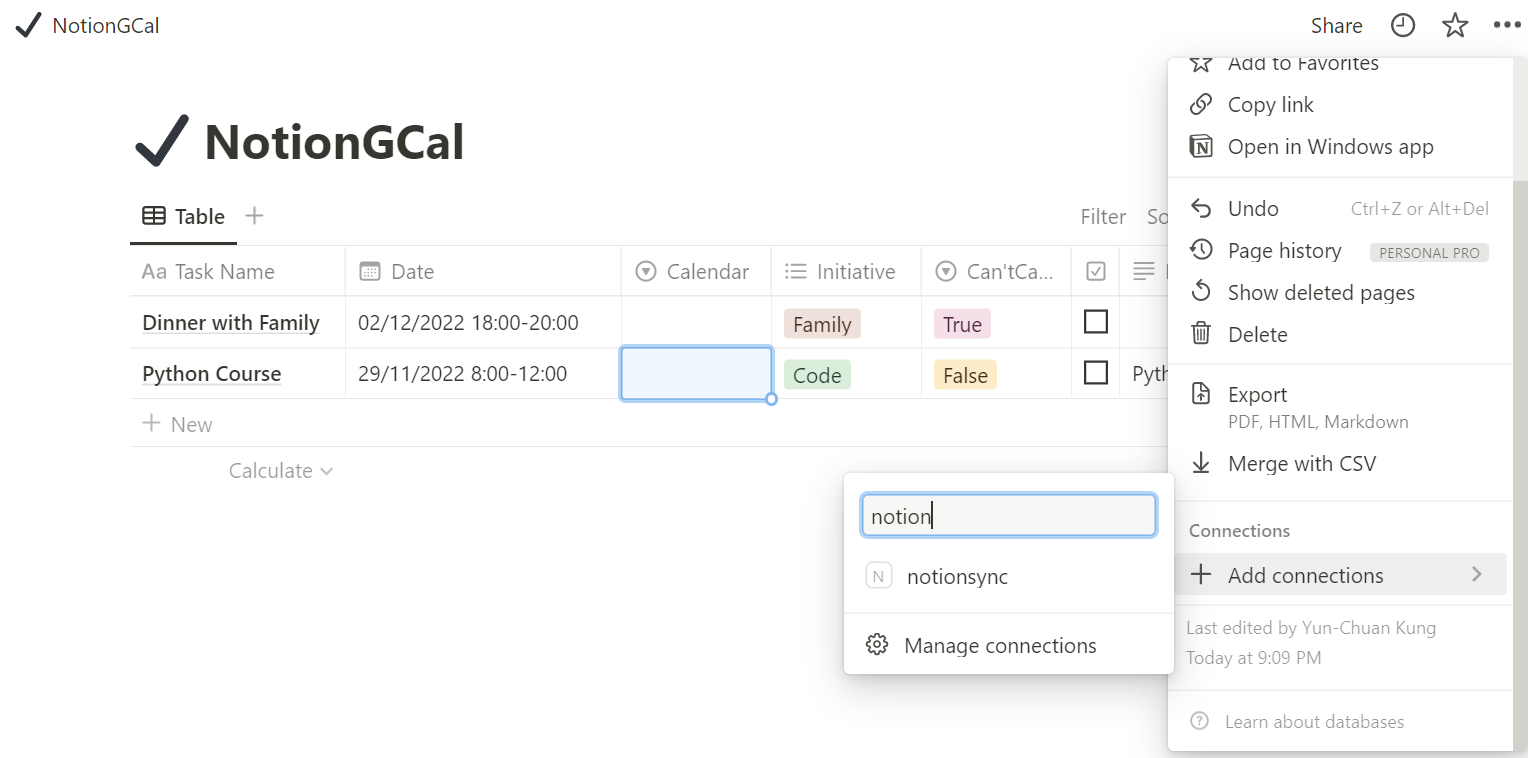 NotionGCal
Share
NotionGCal
Table
Filter
So
Aa Task Name
Date
Calendar
Initiative
Can'tCa...
Dinner with Family
02/12/2022 18:00-20:00
Family
True
Python Course
29/11/2022 8:00-12:00
Code
False
Pyth
New
Calculate
notion
N notionsync
Manage connections
Add to Favorites
Copy link
Open in Windows app
Undo Ctrl+Z or Alt+Del
Page history PERSONAL PRO
Show deleted pages
Delete
Export
PDF, HTML, Markdown
Merge with CSV
Connections
Add connections
Last edited by Yun-Chuan Kung
Today at 9:09 PM
Learn about databases